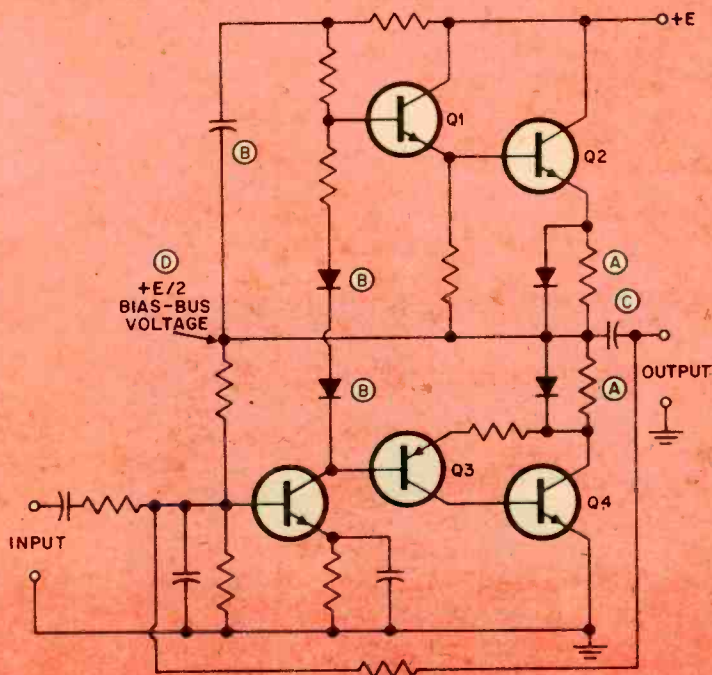 +E
Q1
B
Q2
D
+E/2
BIAS-BUS
VOLTAGE
B
A
C
B
A
OUTPUT
Q3
Q4
INPUT